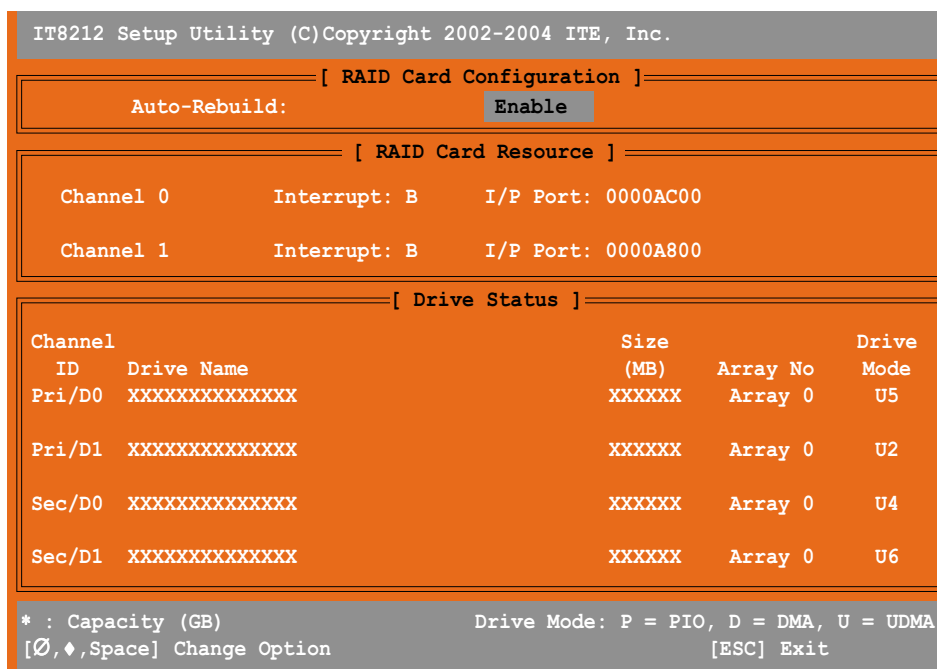 IT8212 Setup Utility (C)Copyright 2002-2004 ITE, Inc.
[ RAID Card Configuration ]
Auto-Rebuild: Enable
[ RAID Card Resource ]
Channel 0 Interrupt: B I/P Port: 0000AC00
Channel 1 Interrupt: B I/P Port: 0000A800
[ Drive Status ]
Channel Size Drive
ID Drive Name (MB) Array No Mode
Pri/D0 XXXXXXXXXXXXXX XXXXXX Array 0 U5
Pri/D1 XXXXXXXXXXXXXX XXXXXX Array 0 U2
Sec/D0 XXXXXXXXXXXXXX XXXXXX Array 0 U4
Sec/D1 XXXXXXXXXXXXXX XXXXXX Array 0 U6
* : Capacity (GB) Drive Mode: P = PIO, D = DMA, U = UDMA
[Ø,♦,Space] Change Option [ESC] Exit